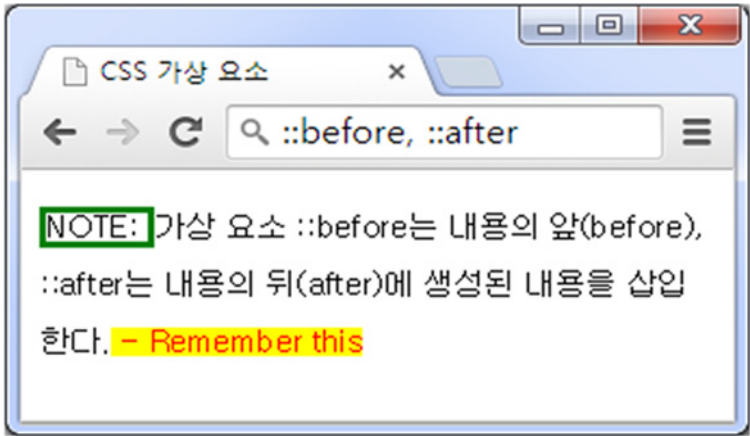 CSS 가상 요소
::before, ::after
NOTE: 가상 요소 ::before는 내용의 앞(before),
::after는 내용의 뒤(after)에 생성된 내용을 삽입
한다. - Remember this